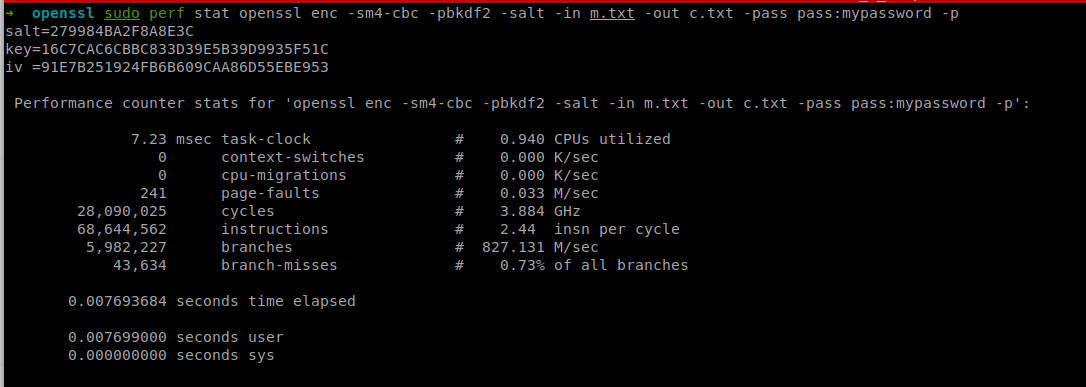 → openssl sudo perf stat openssl enc -sm4-cbc -pbkdf2 -salt -in m.txt -out c.txt -pass pass:mypassword -p
salt=279984BA2F8A8E3C
key=16C7CAC6CBBC833D39E5B39D9935F51C
iv =91E7B251924FB6B609CAA86D55EBE953
Performance counter stats for 'openssl enc -sm4-cbc -pbkdf2 -salt -in m.txt -out c.txt -pass pass:mypassword -p':
7.23 msec task-clock # 0.940 CPUs utilized
0 context-switches # 0.000 K/sec
0 cpu-migrations # 0.000 K/sec
241 page-faults # 0.033 M/sec
28,090,025 cycles # 3.884 GHz
68,644,562 instructions # 2.44 insn per cycle
5,982,227 branches # 827.131 M/sec
43,634 branch-misses # 0.73% of all branches
0.007693684 seconds time elapsed
0.007699000 seconds user
0.000000000 seconds sys